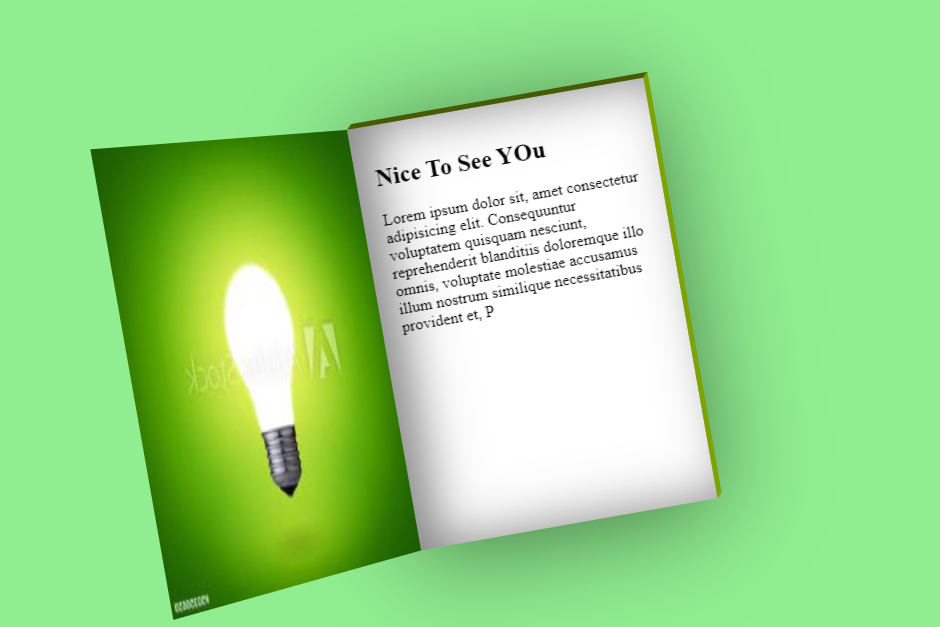 Nice To See YOu
Lorem ipsum dolor sit, amet consectetur
adipisicing elit. Consequuntur
voluptatem quisquam nesciunt,
reprehenderit blanditiis doloremque illo
omnis, voluptate molestiae accusamus
illum nostrum similique necessitatibus
provident et, P